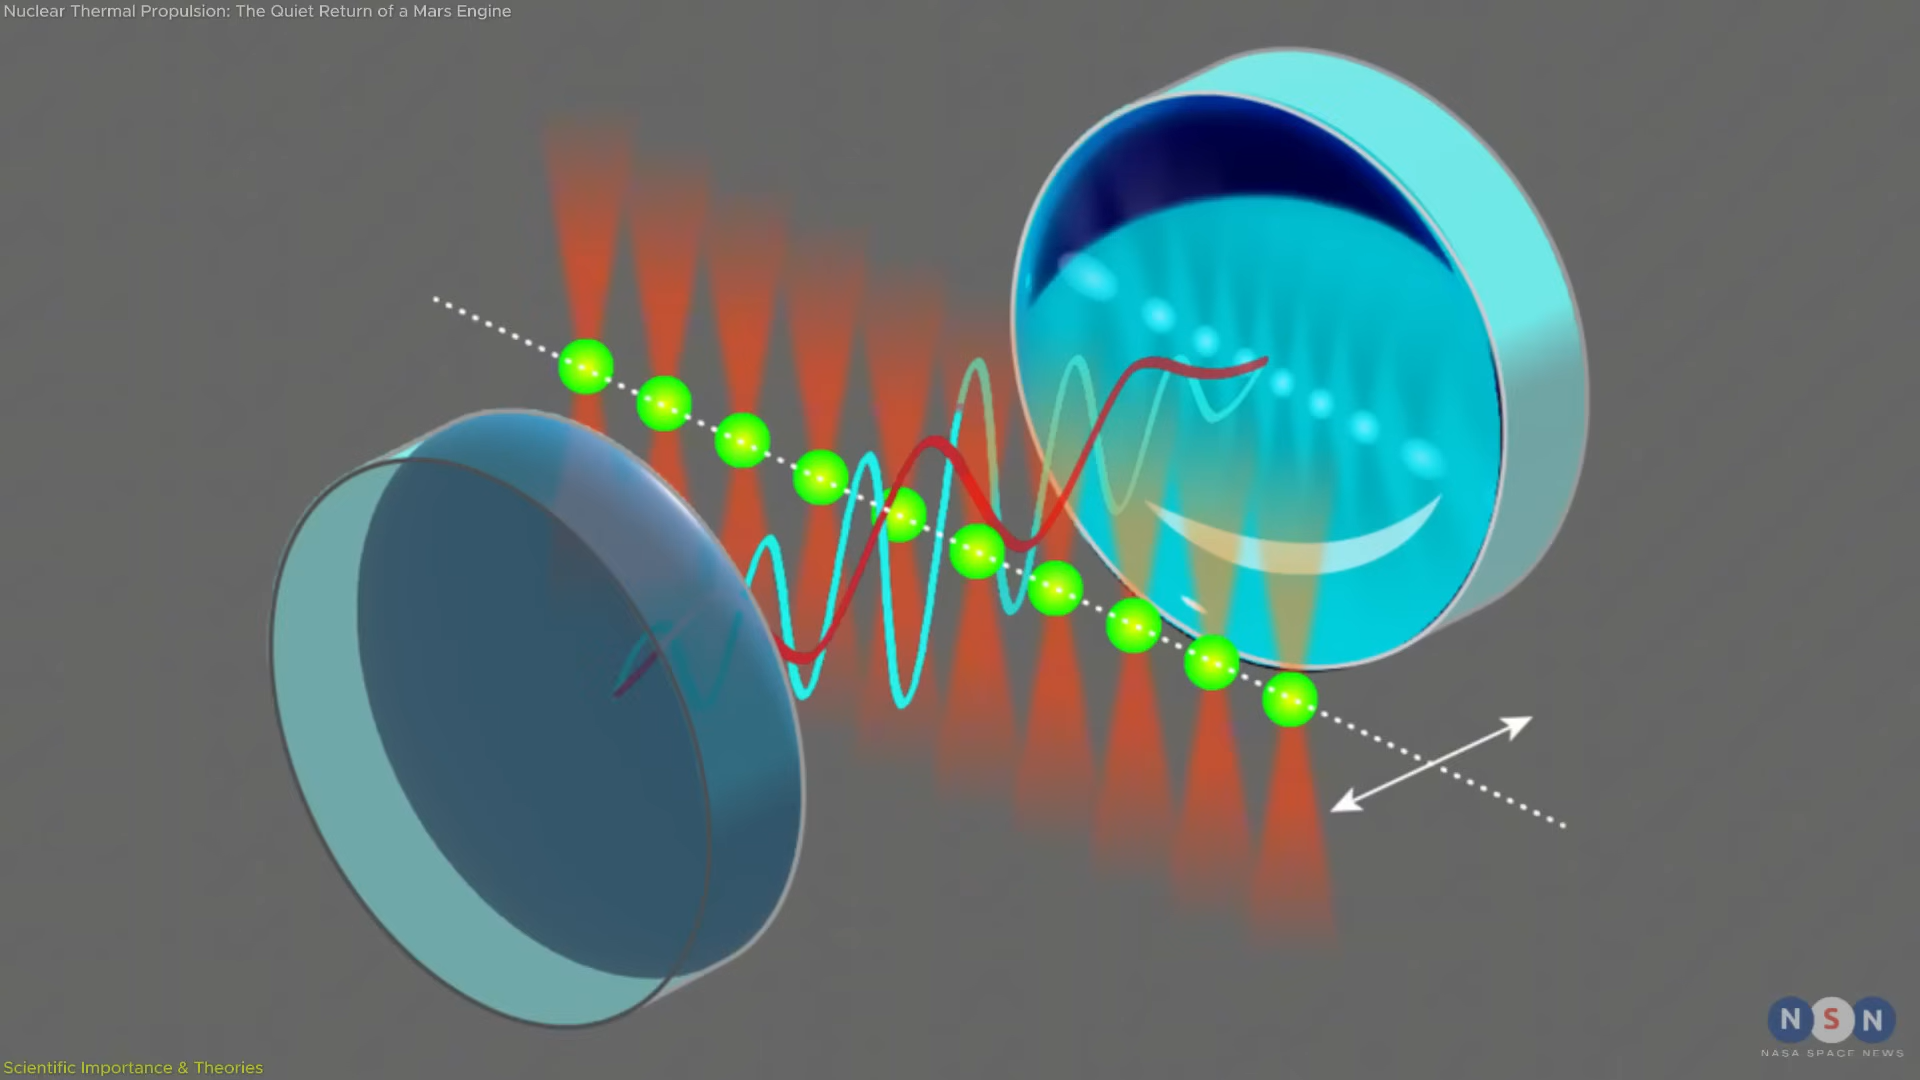 Nuclear Thermal Propulsion: The Quiet Return of a Mars Engine
Scientific Importance & Theories
NSN
NASA SPACE NEWS